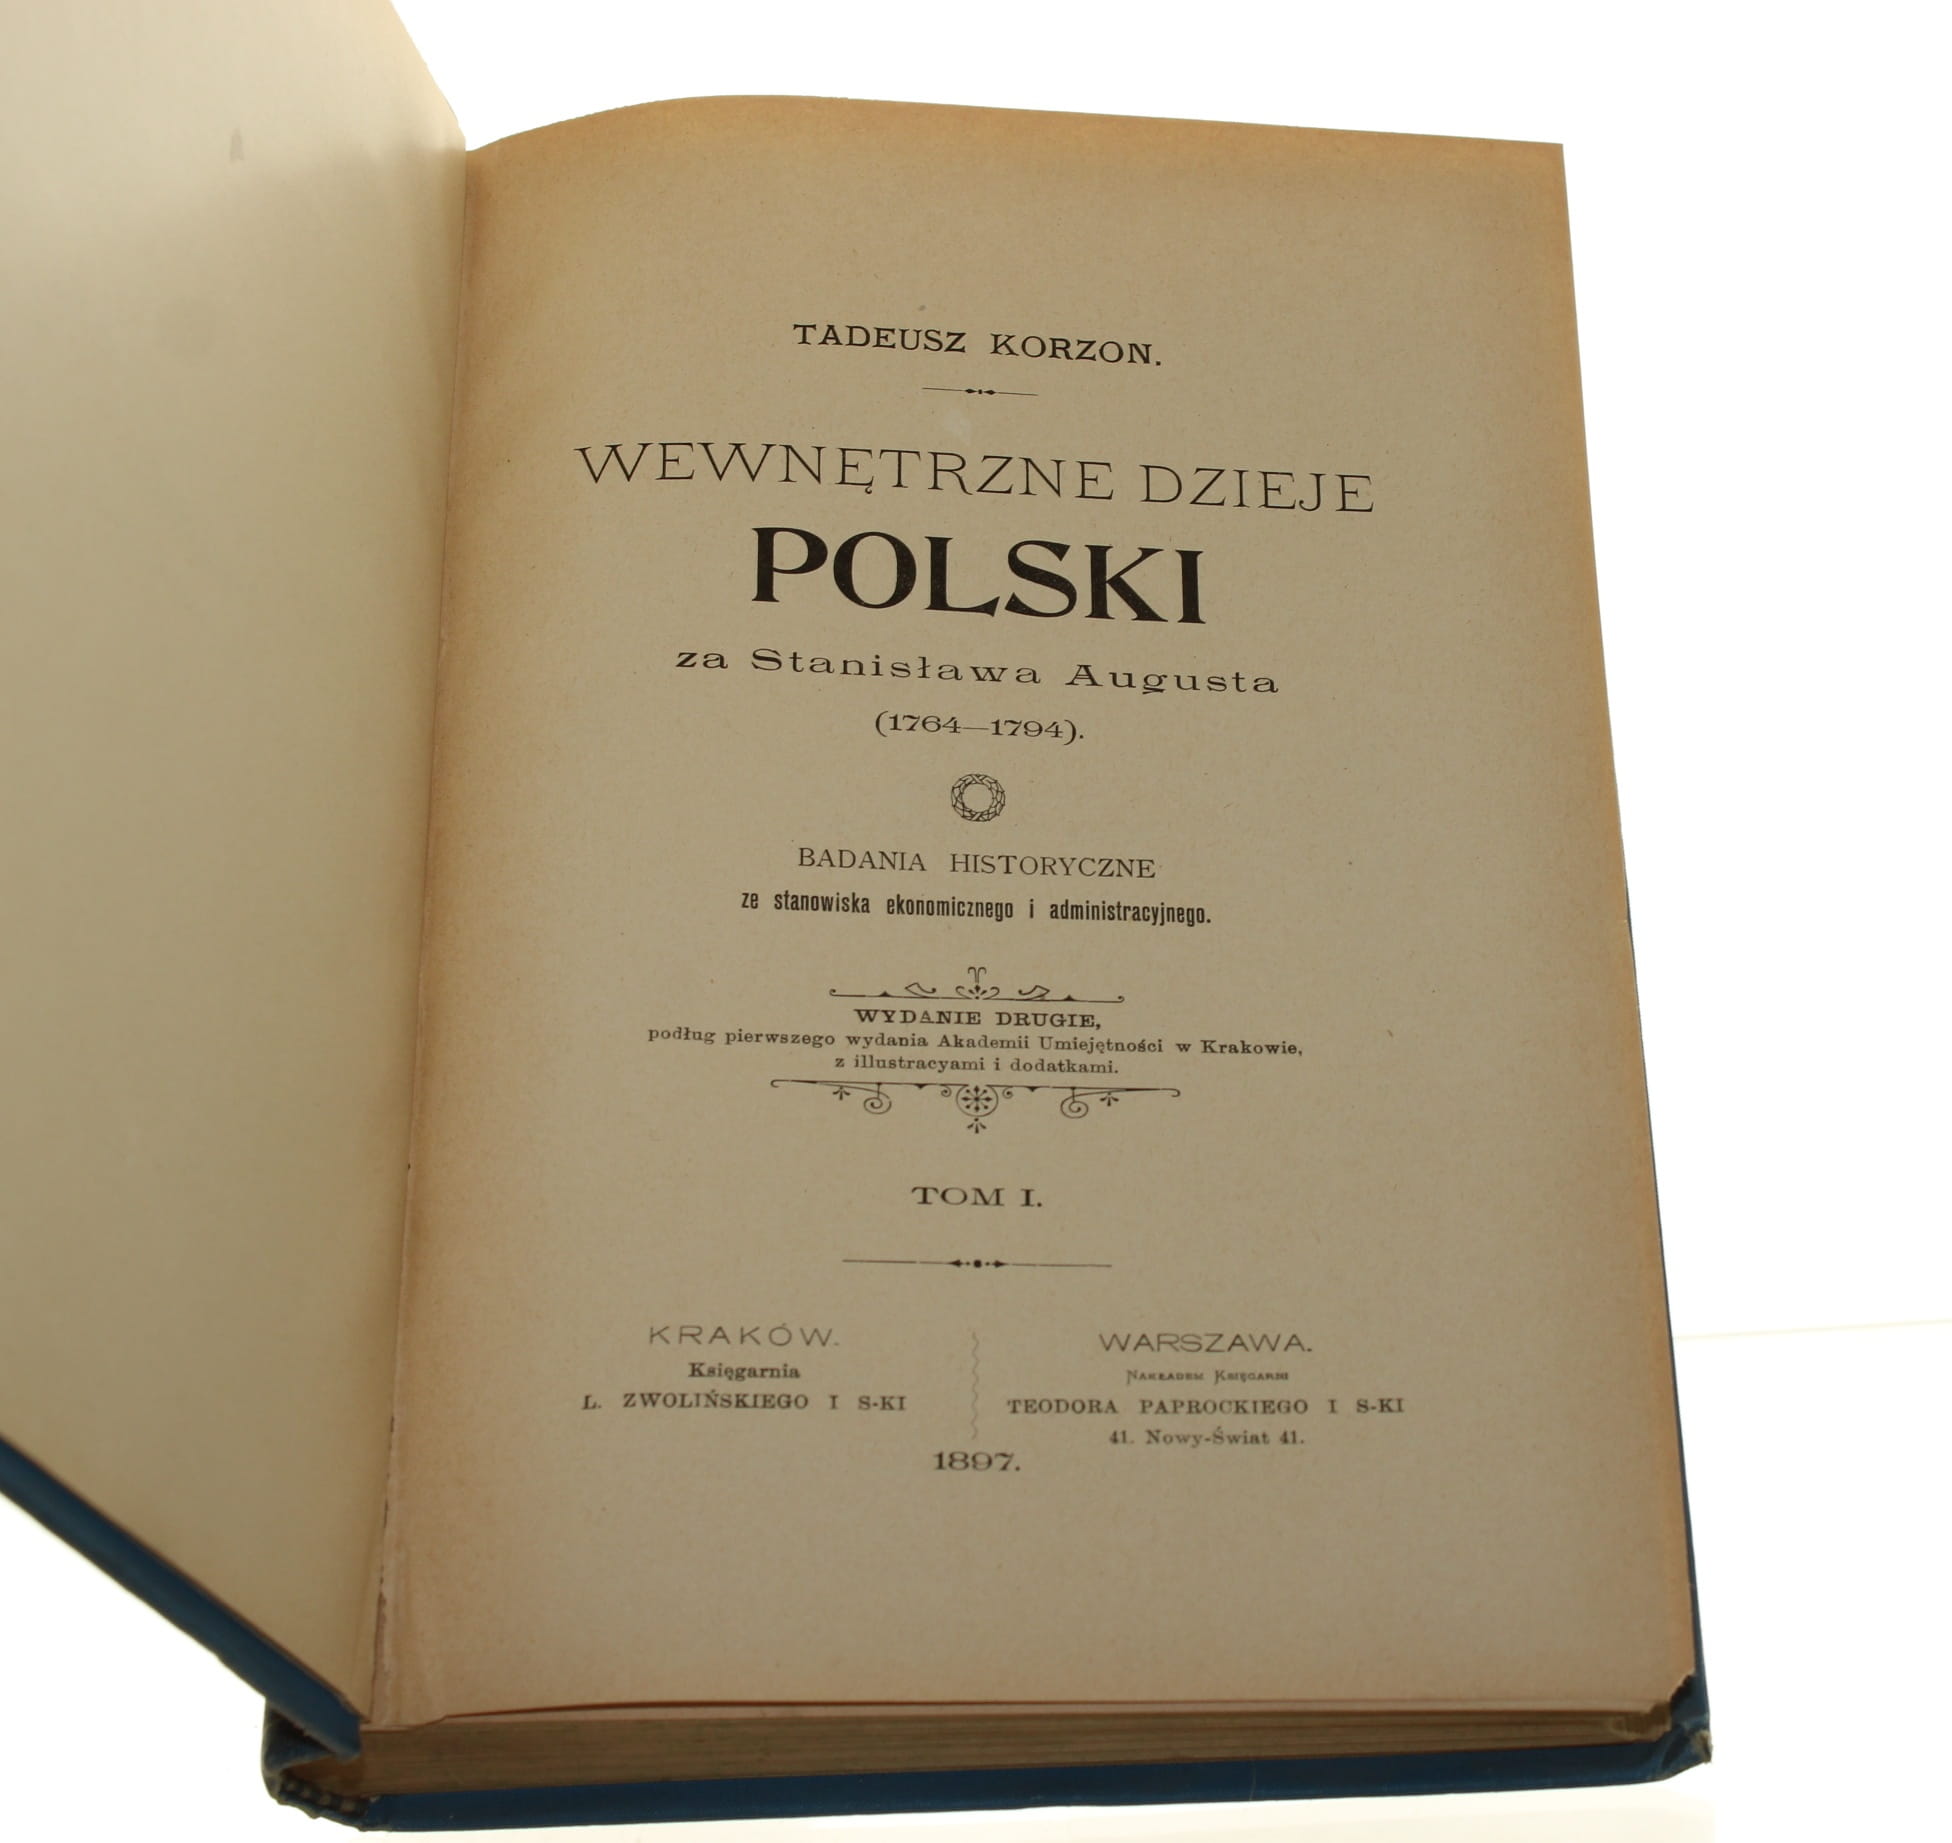 TADEUSZ KORZON.
WEWNĘTRZNE DZIEJE
POLSKI
za Stanisława Augusta
(1764—1794).
BADANIA HISTORYCZNE
ze stanowiska ekonomicznego i administracyjnego.
WYDANIE DRUGIE,
podług pierwszego wydania Akademii Umiejętności w Krakowie,
z illustracyami i dodatkami.
TOM I.
KRAKÓW.
Księgarnia
L. ZWOLIŃSKIEGO I S-KI
WARSZAWA.
NAKŁADEM KSIĘGARNI
TEODORA PAPROCKIEGO I S-KI
41. Nowy-Świat 41.
1897.